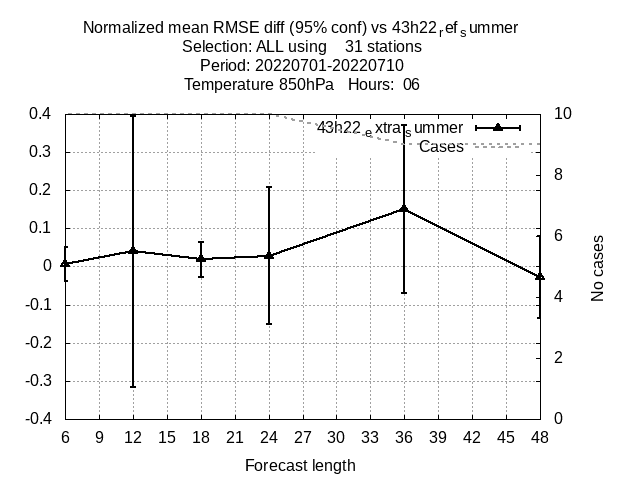 Normalized mean RMSE diff (95% conf) vs 43h22refsummer
Selection: ALL using 31 stations
Period: 20220701-20220710
Temperature 850hPa Hours: 06
43h22extrasummer
Cases
0.4
0.3
0.2
0.1
0
-0.1
-0.2
-0.3
-0.4
10
8
6
4
2
0
No cases
6 9 12 15 18 21 24 27 30 33 36 39 42 45 48
Forecast length